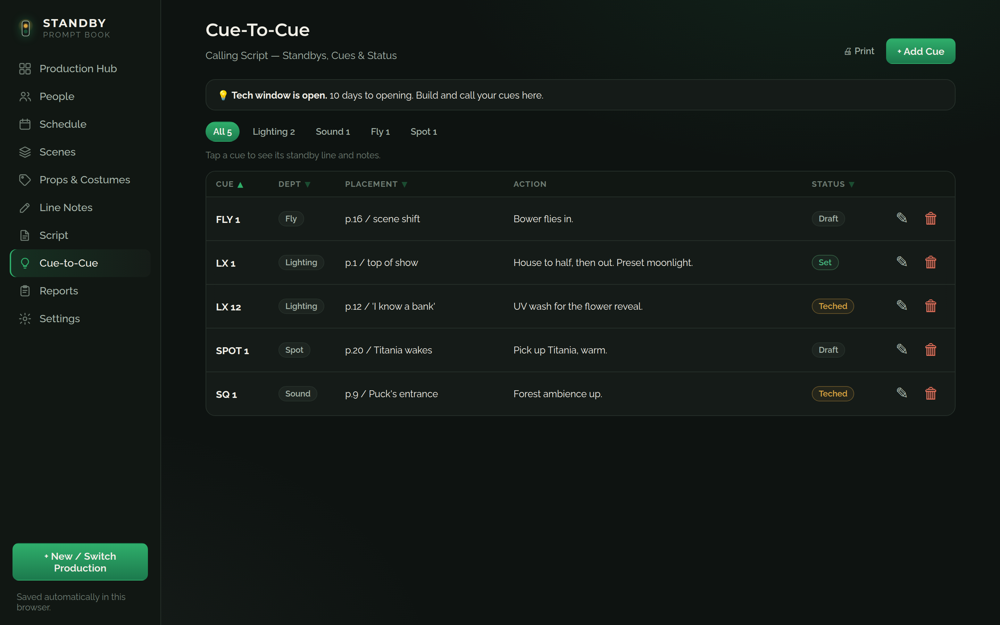 STANDBY
PROMPT BOOK
Production Hub
People
Schedule
Scenes
Props & Costumes
Line Notes
Script
Cue-to-Cue
Reports
Settings
+ New / Switch
Production
Saved automatically in this
browser.
Cue-To-Cue
Calling Script — Standbys, Cues & Status
🖨 Print
+ Add Cue
💡 Tech window is open. 10 days to opening. Build and call your cues here.
All 5 Lighting 2 Sound 1 Fly 1 Spot 1
Tap a cue to see its standby line and notes.
CUE ▲ DEPT ▼ PLACEMENT ▼ ACTION STATUS ▼
FLY 1 Fly p.16 / scene shift Bower flies in. Draft
LX 1 Lighting p.1 / top of show House to half, then out. Preset moonlight. Set
LX 12 Lighting p.12 / 'I know a bank' UV wash for the flower reveal. Teched
SPOT 1 Spot p.20 / Titania wakes Pick up Titania, warm. Draft
SQ 1 Sound p.9 / Puck's entrance Forest ambience up. Teched